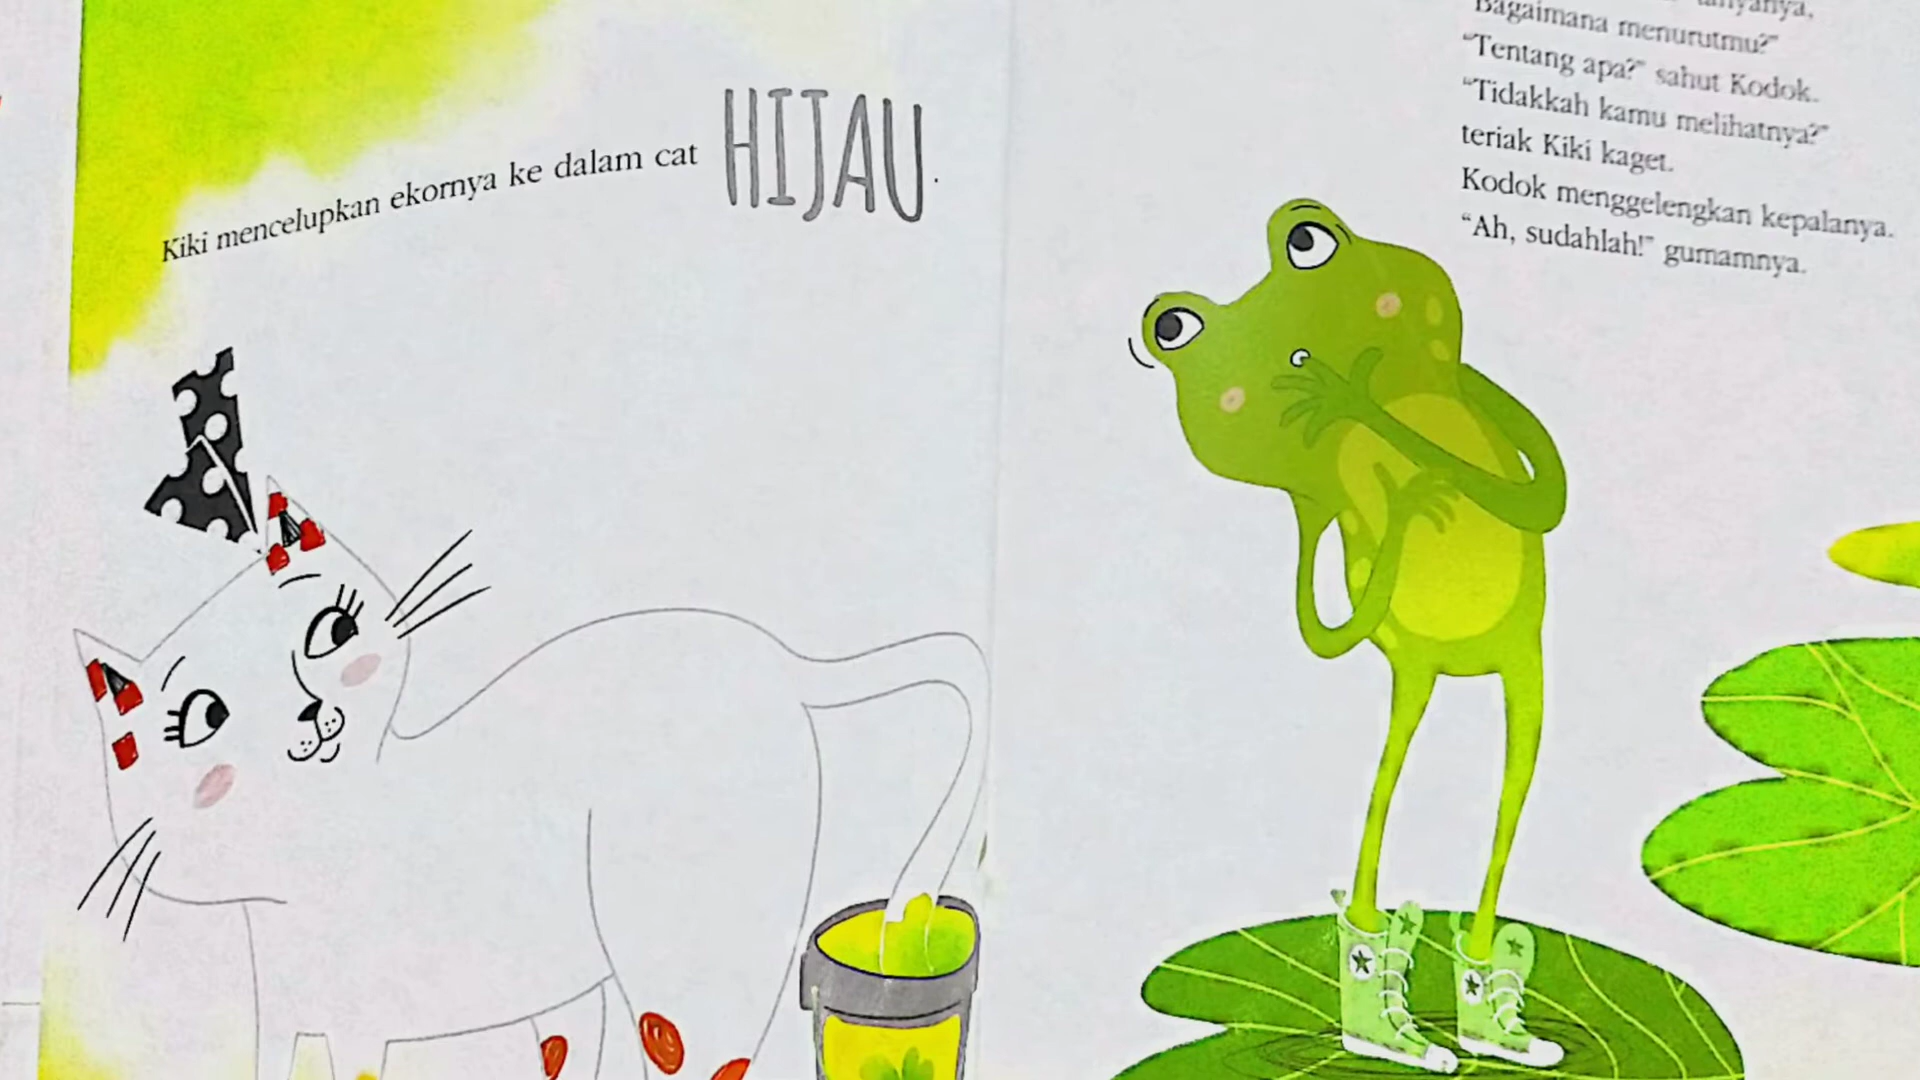 Kiki mencelupkan ekornya ke dalam cat HIJAU.
Bagaimana menurutmu?"
"Tentang apa?" sahut Kodok.
"Tidakkah kamu melihatnya?"
teriak Kiki kaget.
Kodok menggelengkan kepalanya.
"Ah, sudahlah!" gumamnya.